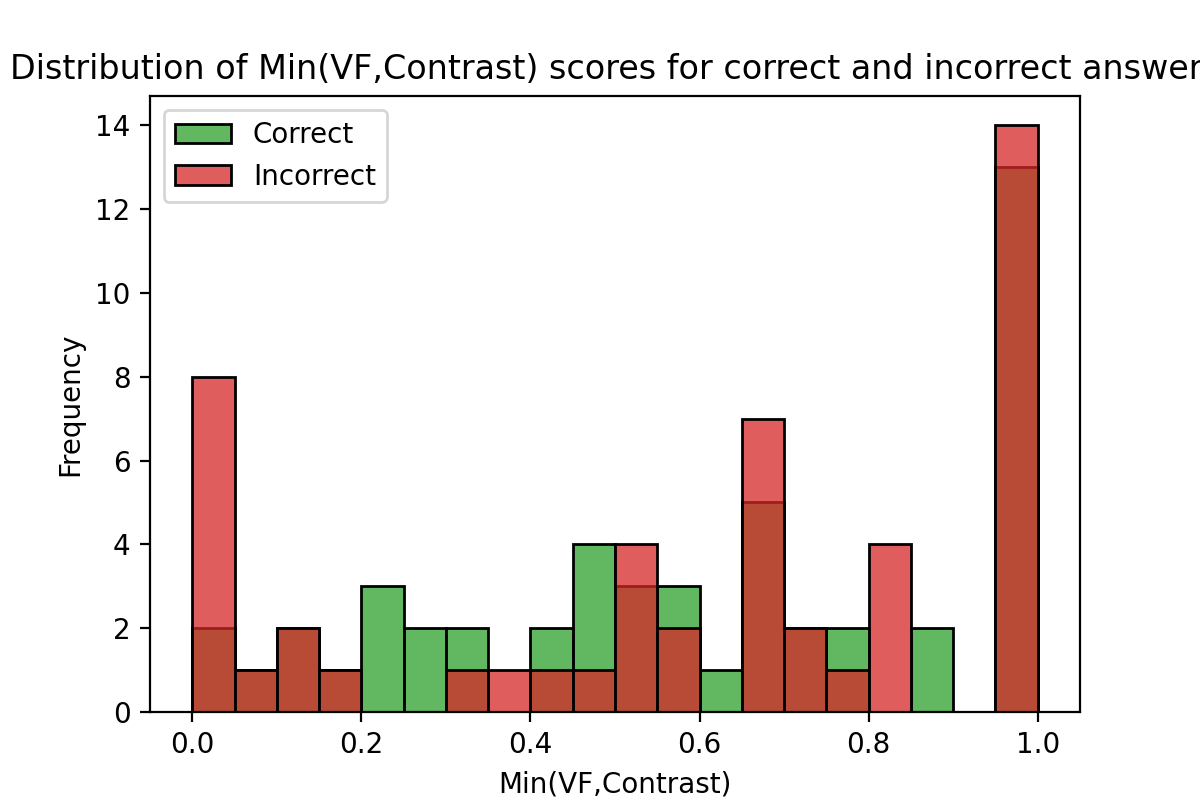 Distribution of Min(VF,Contrast) scores for correct and incorrect answer
Correct
Incorrect
14
12
10
8
6
4
2
0
Frequency
0.0 0.2 0.4 0.6 0.8 1.0
Min(VF,Contrast)